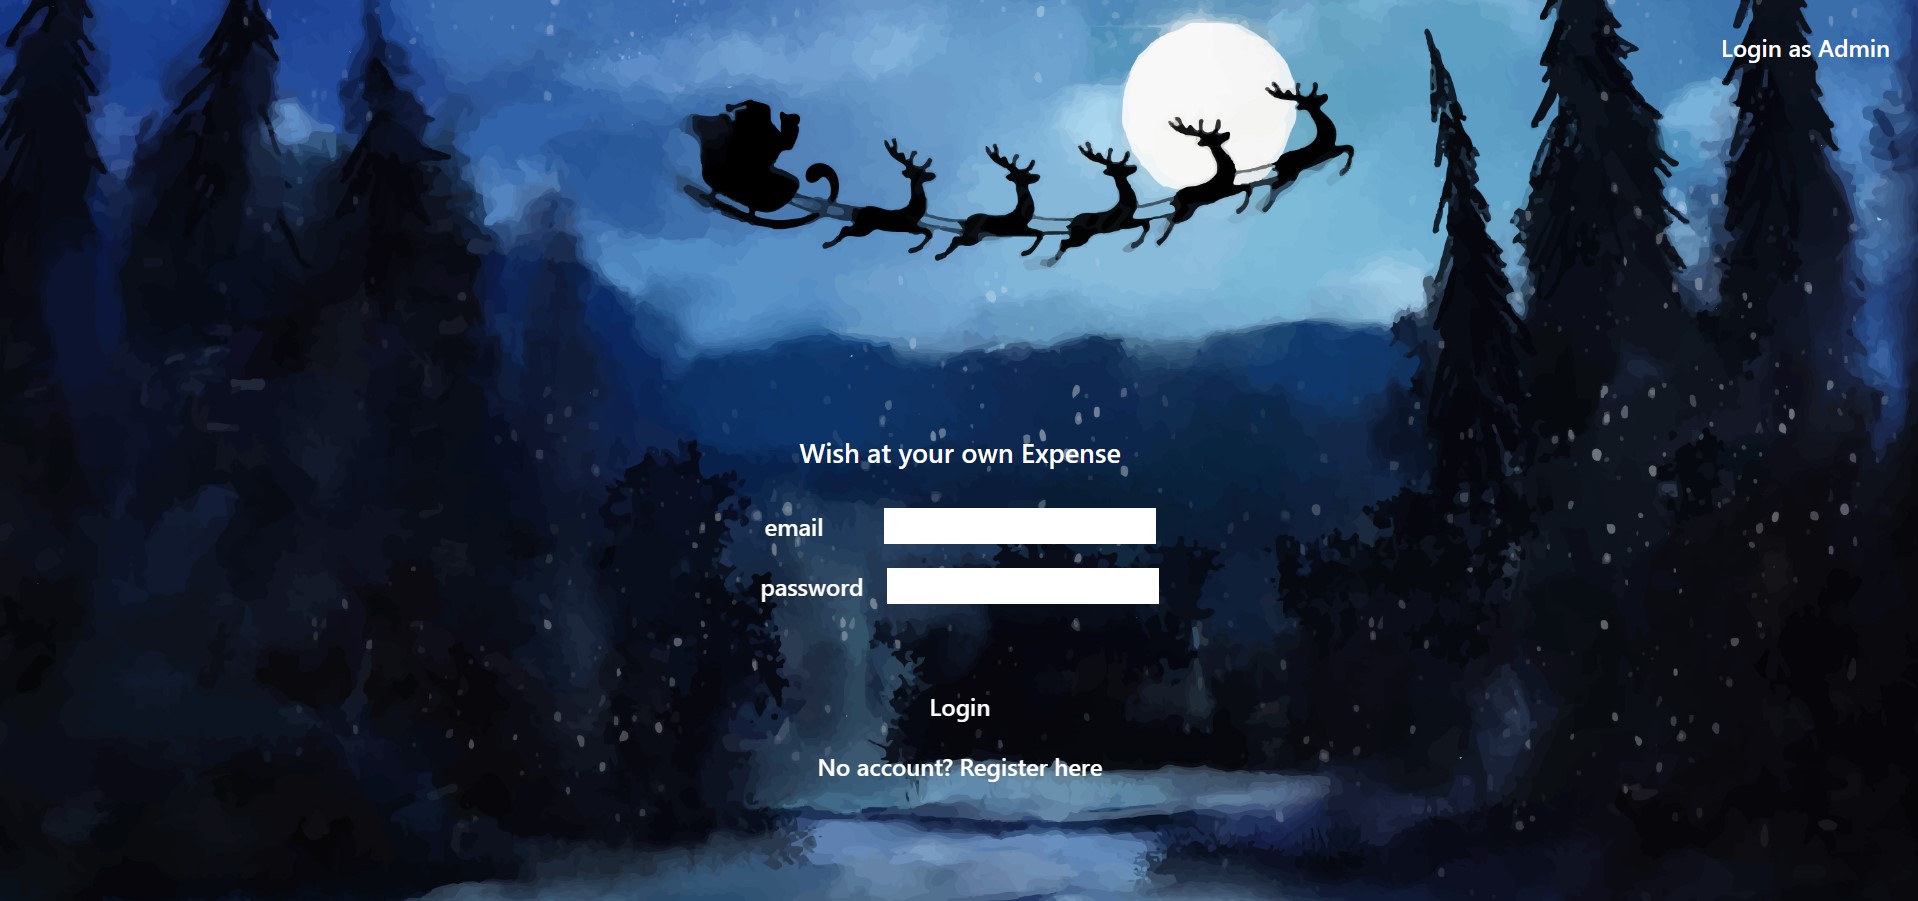 Login as Admin
Wish at your own Expense
email
password
Login
No account? Register here